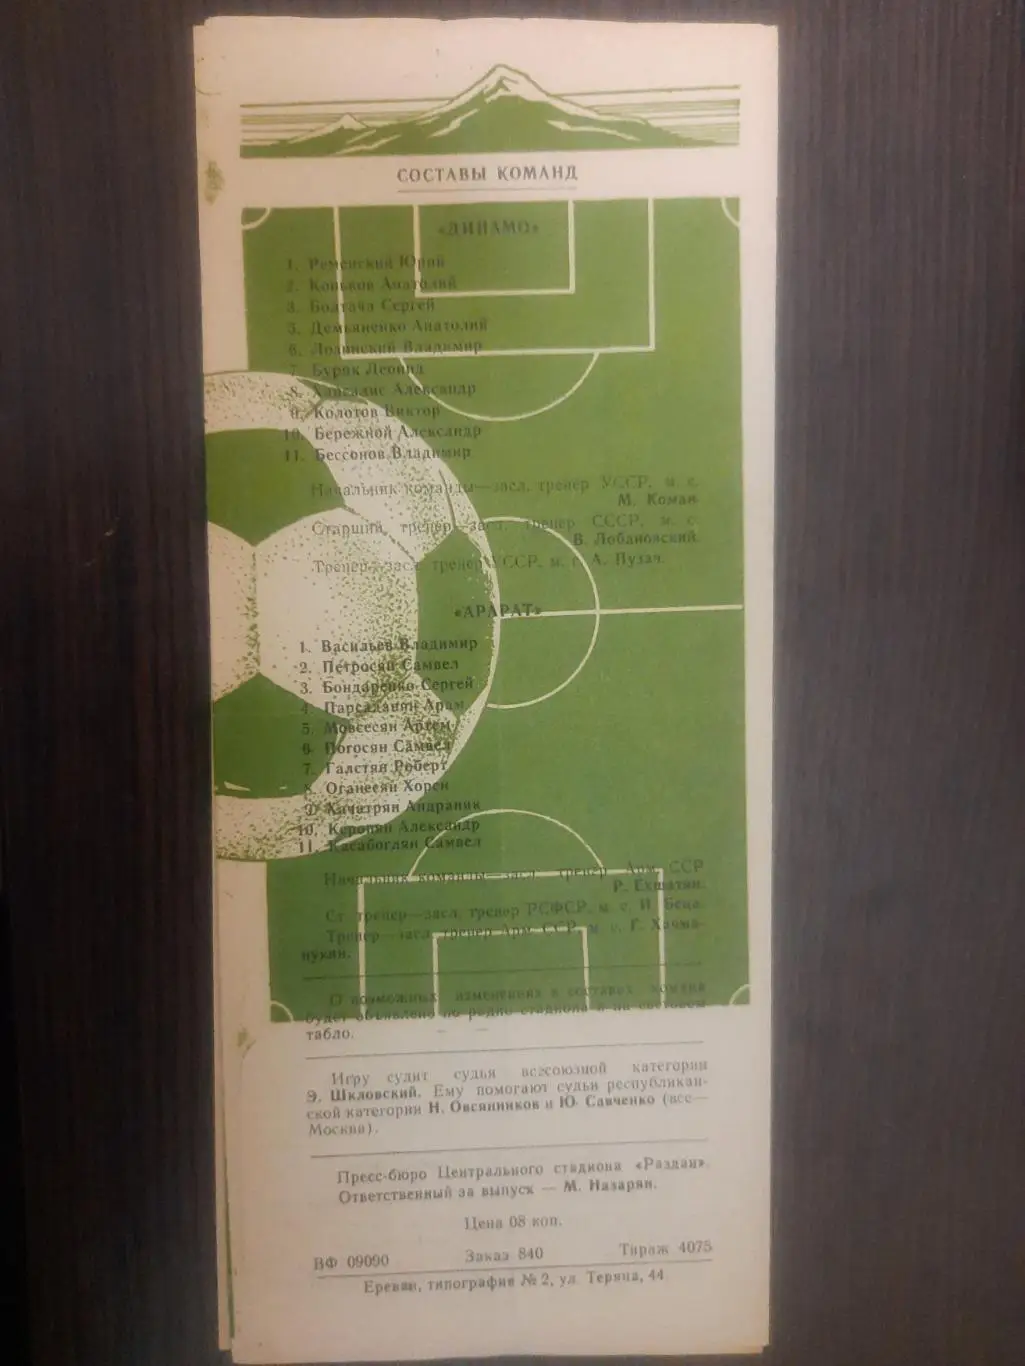 СОСТАВЫ КОМАНД
«ДИНАМО»
1. Роменский Юрий
2. Коньков Анатолий
3. Балтача Сергей
5. Демьяненко Анатолий
6. Лозинский Владимир
7. Буряк Леонид
8. Хапсалис Александр
9. Колотов Виктор
10. Бережной Александр
11. Бессонов Владимир
Начальник команды—засл. тренер УССР, м. с.
М. Коман.
Старший тренер—засл. тренер СССР, м. с.
В. Лобановский.
Тренер—засл. тренер УССР, м. с. А. Пузач.
«АРАРАТ»
1. Васильев Владимир
2. Петросян Самвел
3. Бондаренко Сергей
4. Парсаданян Арам
5. Мовсесян Артем
6. Погосян Самвел
7. Галстян Роберт
8. Оганесян Хорен
9. Хачатрян Андраник
10. Керопян Александр
11. Касабоглян Самвел
Начальник команды—засл. тренер Арм. ССР
Р. Ехшатян.
Ст. тренер—засл. тренер РСФСР, м. с. И. Беца.
Тренер—засл. тренер Арм. ССР, м. с. Г. Хачма-
нукян.
О возможных изменениях в составах команд
будет объявлено по радио стадиона и на световом
табло.
Игру судит судья всесоюзной категории
Э. Шкловский. Ему помогают судьи республикан-
ской категории Н. Овсянников и Ю. Савченко (все—
Москва).
Пресс-бюро Центрального стадиона «Раздан».
Ответственный за выпуск — М. Назарян.
Цена 08 коп.
ВФ 09090 Заказ 840 Тираж 4075
Ереван, типография № 2, ул. Теряна, 44